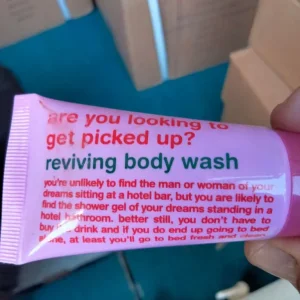 are you looking to
get picked up?
reviving body wash
you're unlikely to find the man or woman of your
dreams sitting at a hotel bar, but you are likely to
find the shower gel of your dreams standing in a
hotel bathroom. better still, you don't have to
buy drink and if you do end up going to bed
alone, at least you'll go to bed fresh and clean.